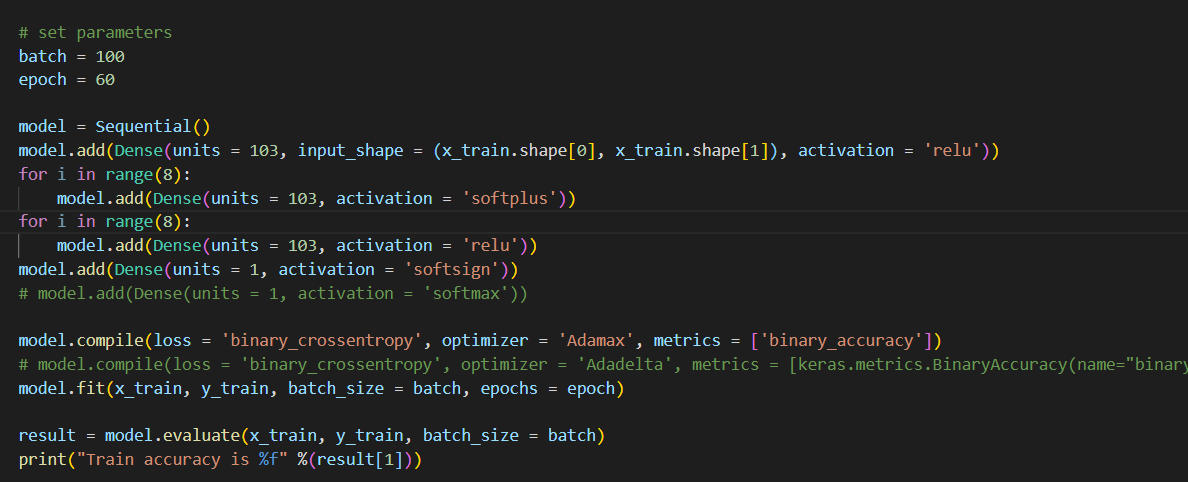 # set parameters
batch = 100
epoch = 60
model = Sequential()
model.add(Dense(units = 103, input_shape = (x_train.shape[0], x_train.shape[1]), activation = 'relu'))
for i in range(8):
    model.add(Dense(units = 103, activation = 'softplus'))
for i in range(8):
    model.add(Dense(units = 103, activation = 'relu'))
model.add(Dense(units = 1, activation = 'softsign'))
# model.add(Dense(units = 1, activation = 'softmax'))
model.compile(loss = 'binary_crossentropy', optimizer = 'Adamax', metrics = ['binary_accuracy'])
# model.compile(loss = 'binary_crossentropy', optimizer = 'Adadelta', metrics = [keras.metrics.BinaryAccuracy(name="binary
model.fit(x_train, y_train, batch_size = batch, epochs = epoch)
result = model.evaluate(x_train, y_train, batch_size = batch)
print("Train accuracy is %f" %(result[1]))